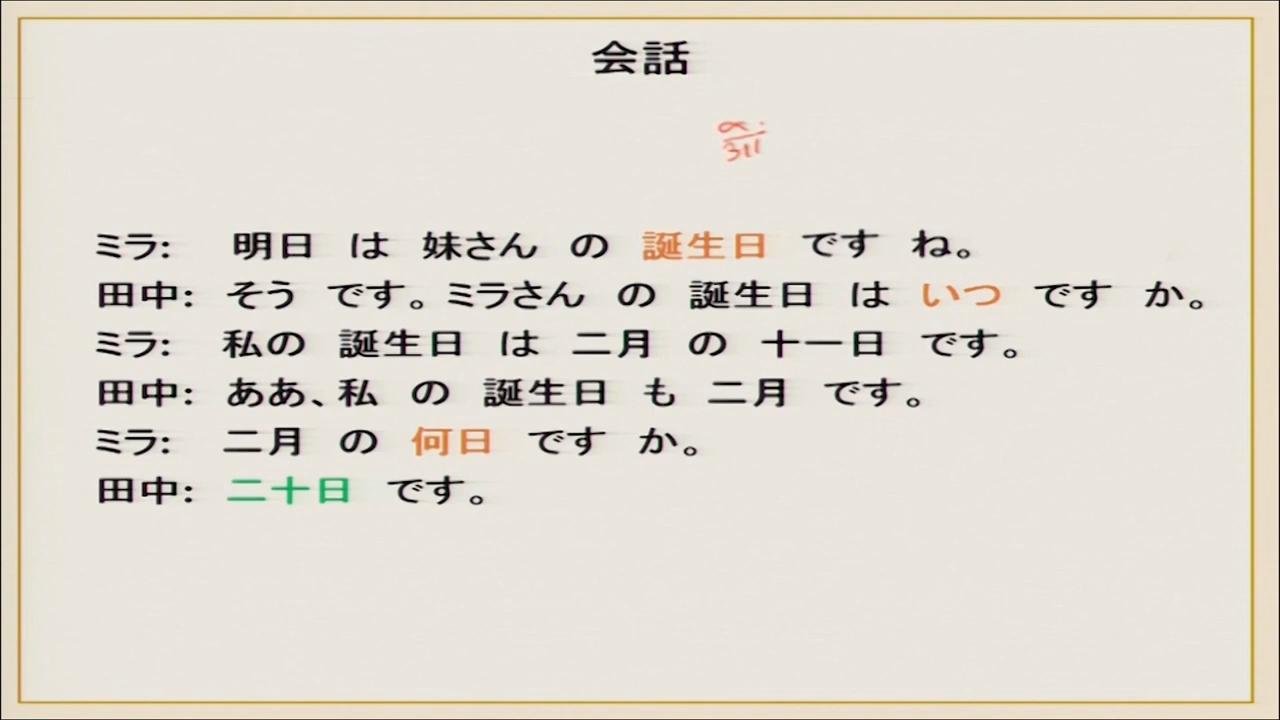 会話
ミラ: 明日 は 妹さん の 誕生日 です ね。
田中: そう です。ミラさん の 誕生日 は いつ です か。
ミラ: 私の 誕生日 は 二月 の 十一日 です。
田中: ああ、私 の 誕生日 も 二月 です。
ミラ: 二月 の 何日 です か。
田中: 二十日 です。